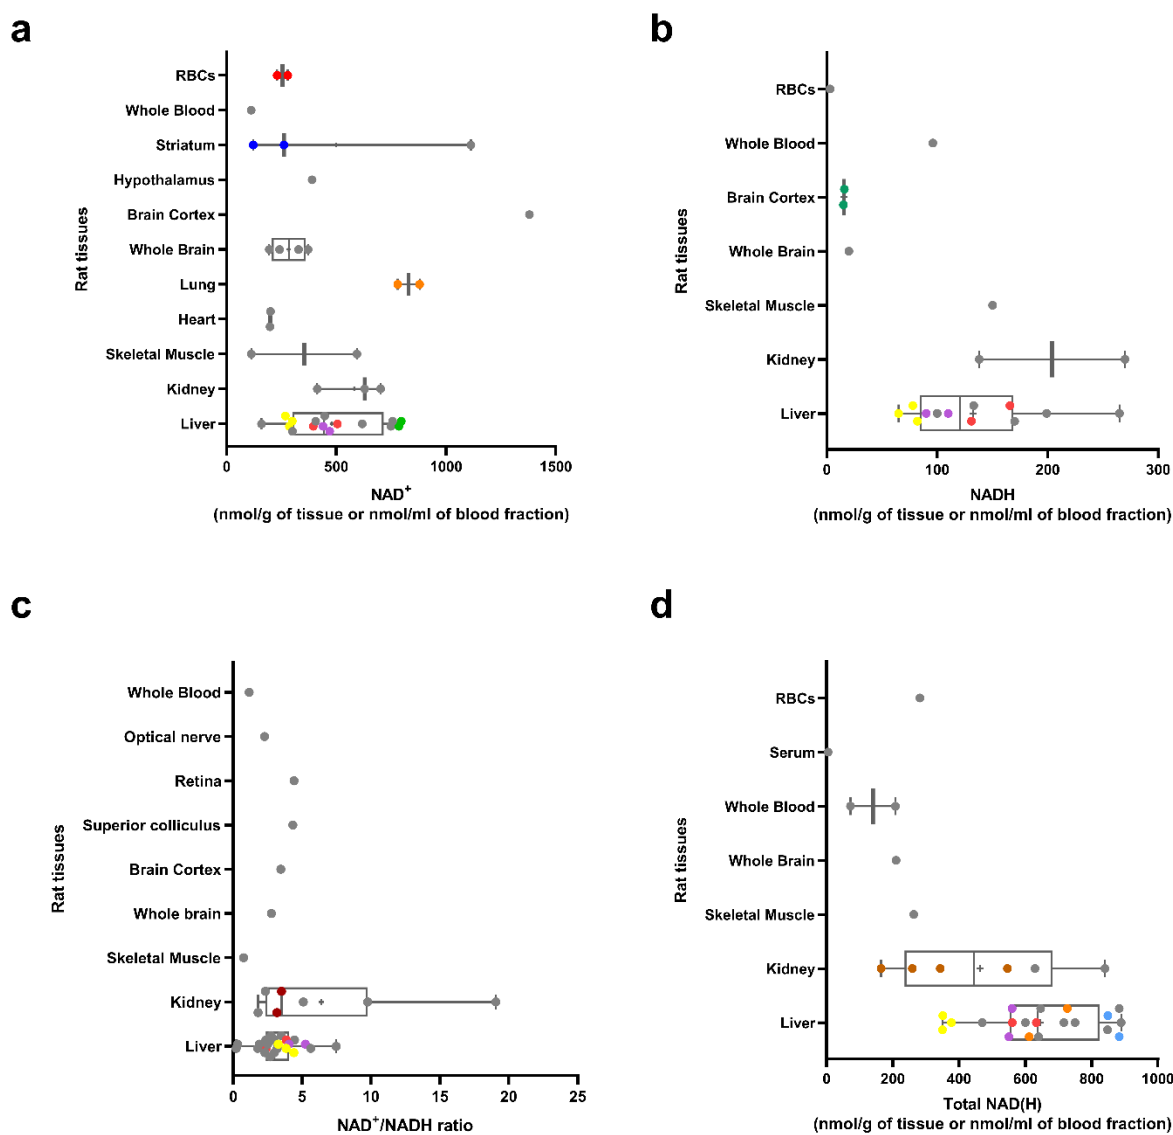 a
RBCs
Whole Blood
Striatum
Hypothalamus
Brain Cortex
Whole Brain
Lung
Heart
Skeletal Muscle
Kidney
Liver
Rat tissues
0 500 1000 1500
NAD⁺
(nmol/g of tissue or nmol/ml of blood fraction)
b
RBCs
Whole Blood
Brain Cortex
Whole Brain
Skeletal Muscle
Kidney
Liver
Rat tissues
0 100 200 300
NADH
(nmol/g of tissue or nmol/ml of blood fraction)
c
Whole Blood
Optical nerve
Retina
Superior colliculus
Brain Cortex
Whole brain
Skeletal Muscle
Kidney
Liver
Rat tissues
0 5 10 15 20 25
NAD⁺/NADH ratio
d
RBCs
Serum
Whole Blood
Whole Brain
Skeletal Muscle
Kidney
Liver
Rat tissues
0 200 400 600 800 1000
Total NAD(H)
(nmol/g of tissue or nmol/ml of blood fraction)